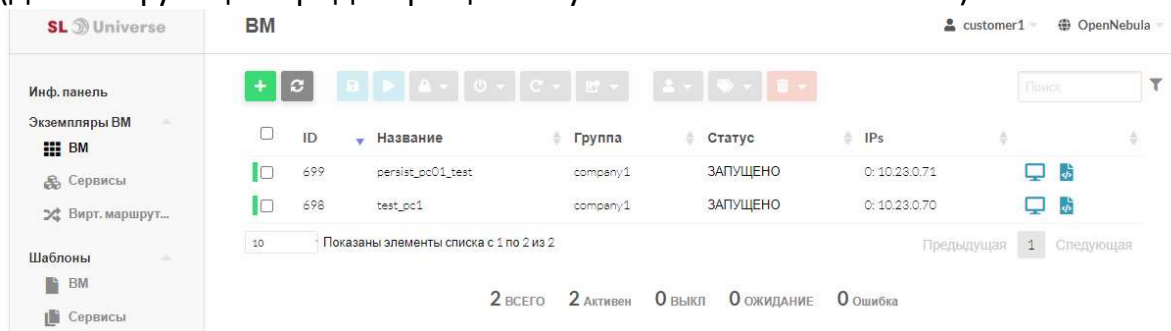 SL Universe
ВМ
customer1
OpenNebula
Инф. панель
Поиск
Экземпляры ВМ
ВМ
Сервисы
Вирт. маршрут...
Шаблоны
ВМ
Сервисы
ID Название Группа Статус IPs
699 persist_pc01_test company1 ЗАПУЩЕНО 0: 10.23.0.71
698 test_pc1 company1 ЗАПУЩЕНО 0: 10.23.0.70
10 Показаны элементы списка с 1 по 2 из 2 Предыдущая 1 Следующая
2 ВСЕГО 2 Активен 0 ВЫКЛ 0 ОЖИДАНИЕ 0 Ошибка